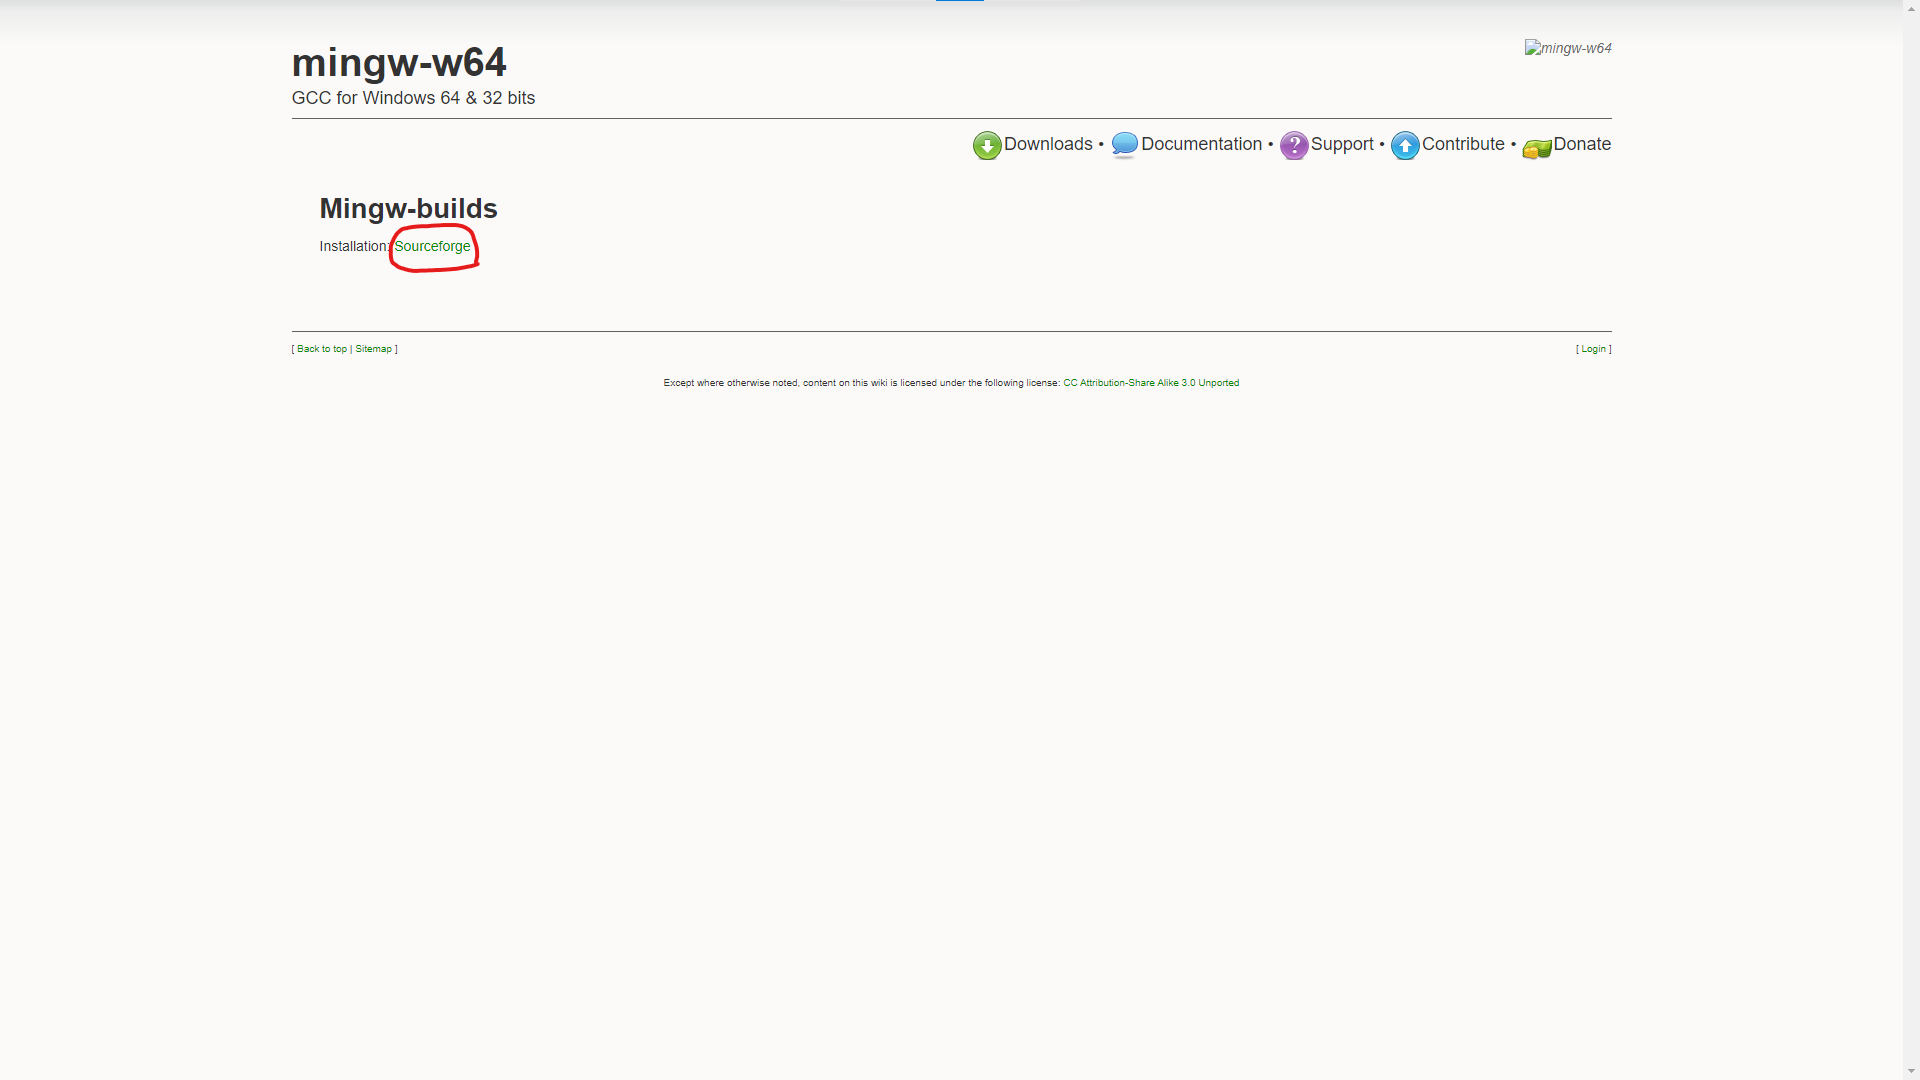 mingw-w64
mingw-w64
GCC for Windows 64 & 32 bits
Downloads • Documentation • Support • Contribute • Donate
Mingw-builds
Installation: Sourceforge
[ Back to top | Sitemap ]
[ Login ]
Except where otherwise noted, content on this wiki is licensed under the following license: CC Attribution-Share Alike 3.0 Unported